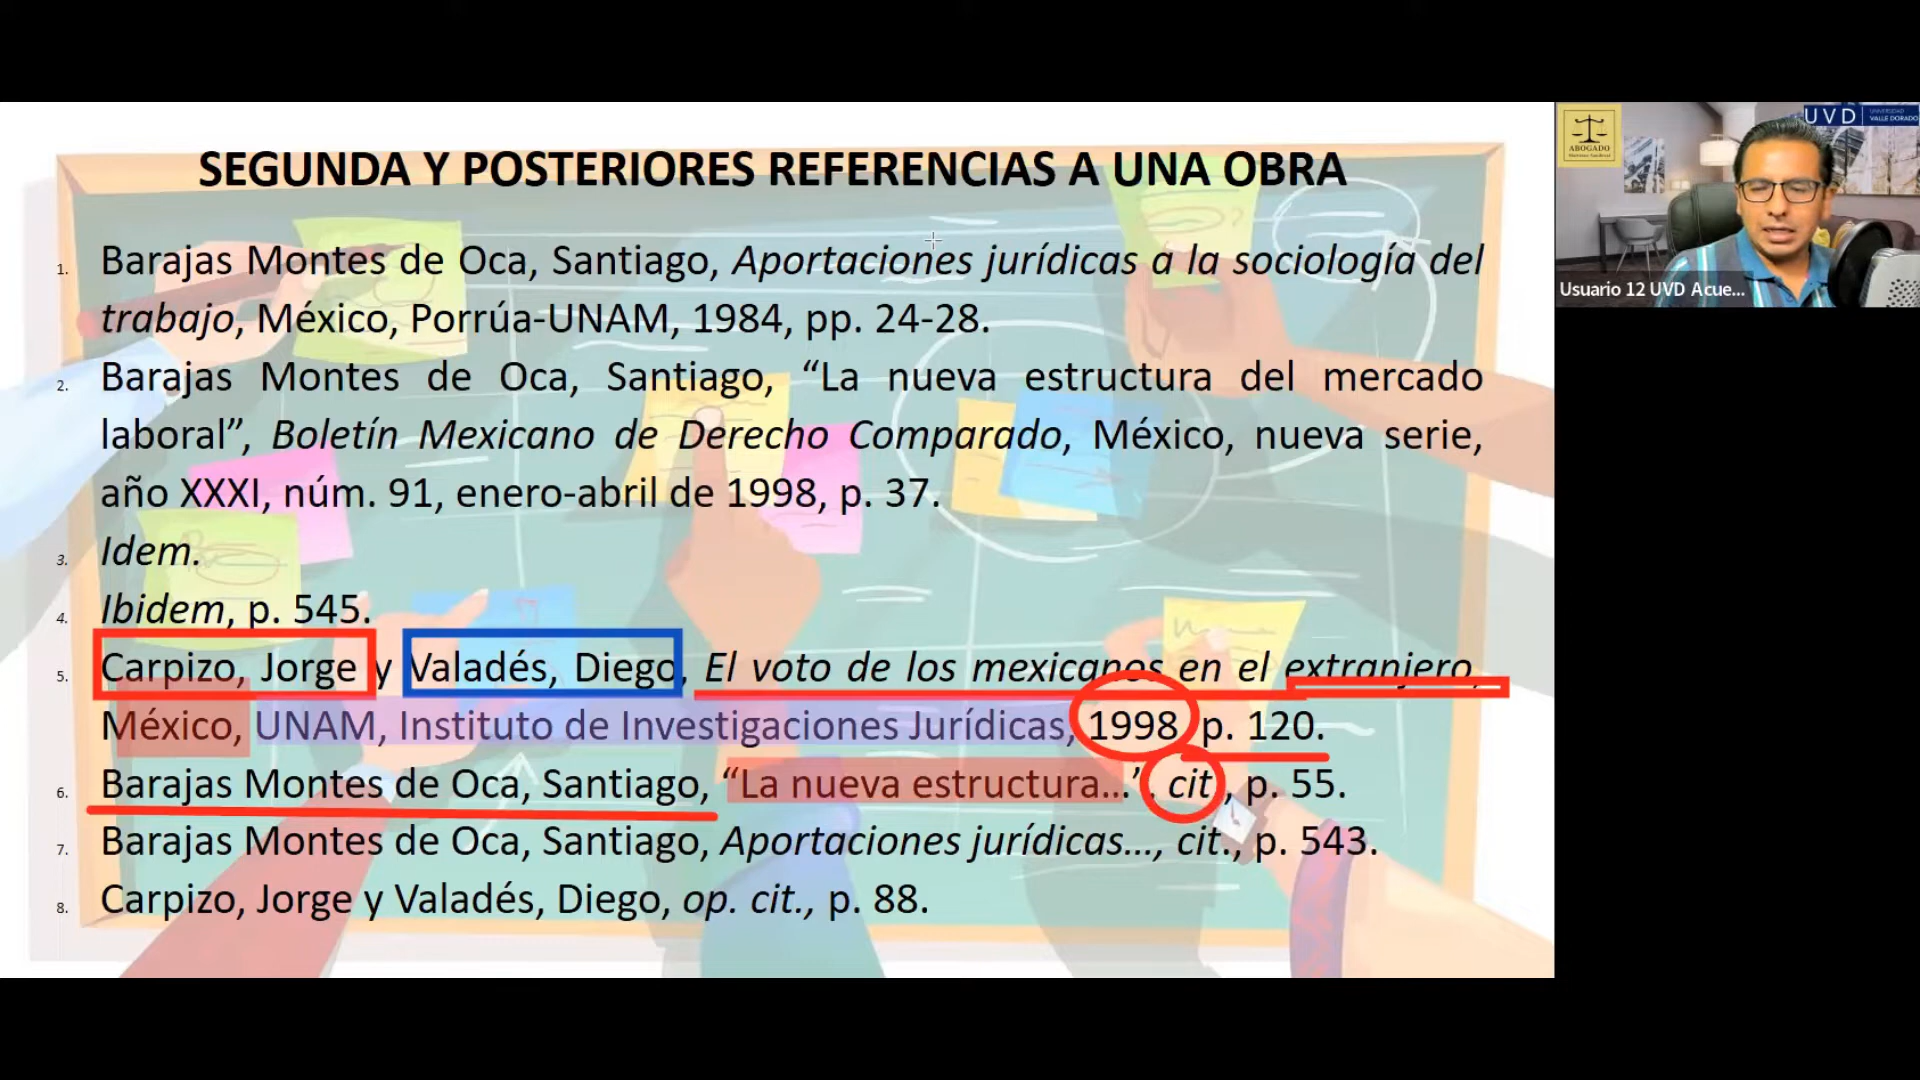 SEGUNDA Y POSTERIORES REFERENCIAS A UNA OBRA
1. Barajas Montes de Oca, Santiago, Aportaciones jurídicas a la sociología del
trabajo, México, Porrúa-UNAM, 1984, pp. 24-28.
2. Barajas Montes de Oca, Santiago, “La nueva estructura del mercado
laboral”, Boletín Mexicano de Derecho Comparado, México, nueva serie,
año XXXI, núm. 91, enero-abril de 1998, p. 37.
3. Idem.
4. Ibidem, p. 545.
5. Carpizo, Jorge y Valadés, Diego, El voto de los mexicanos en el extranjero,
México, UNAM, Instituto de Investigaciones Jurídicas, 1998, p. 120.
6. Barajas Montes de Oca, Santiago, “La nueva estructura…”, cit., p. 55.
7. Barajas Montes de Oca, Santiago, Aportaciones jurídicas…, cit., p. 543.
8. Carpizo, Jorge y Valadés, Diego, op. cit., p. 88.
ABOGADO
UVD
VALLE DORADO
Usuario 12 UVD Acue...